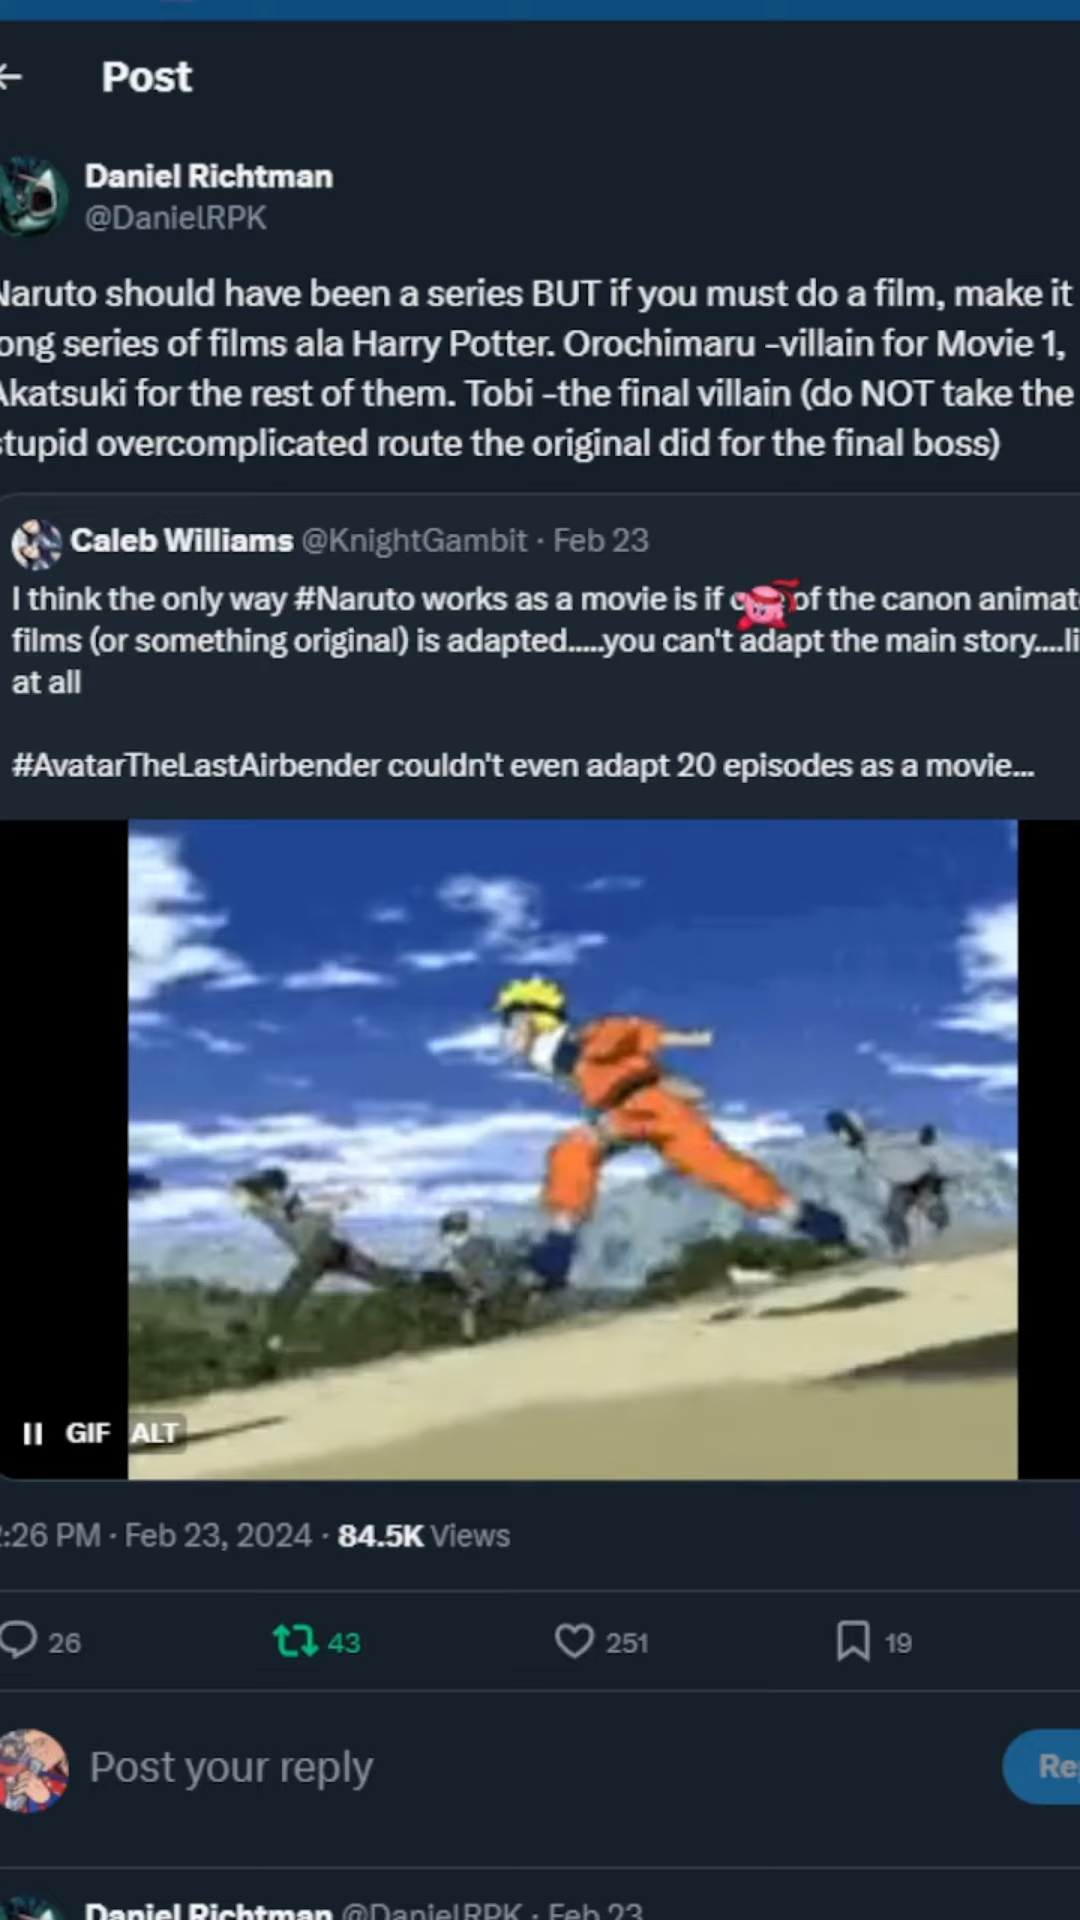 Post
Daniel Richtman
@DanielRPK
Naruto should have been a series BUT if you must do a film, make it
ong series of films ala Harry Potter. Orochimaru -villain for Movie 1,
Akatsuki for the rest of them. Tobi -the final villain (do NOT take the
stupid overcomplicated route the original did for the final boss)
Caleb Williams @KnightGambit · Feb 23
I think the only way #Naruto works as a movie is if of the canon animat
films (or something original) is adapted.....you can't adapt the main story....li
at all
#AvatarTheLastAirbender couldn't even adapt 20 episodes as a movie...
GIF ALT
:26 PM · Feb 23, 2024 · 84.5K Views
26 43 251 19
Post your reply
Re
Daniel Richtman @DanielRPK · Feb 23